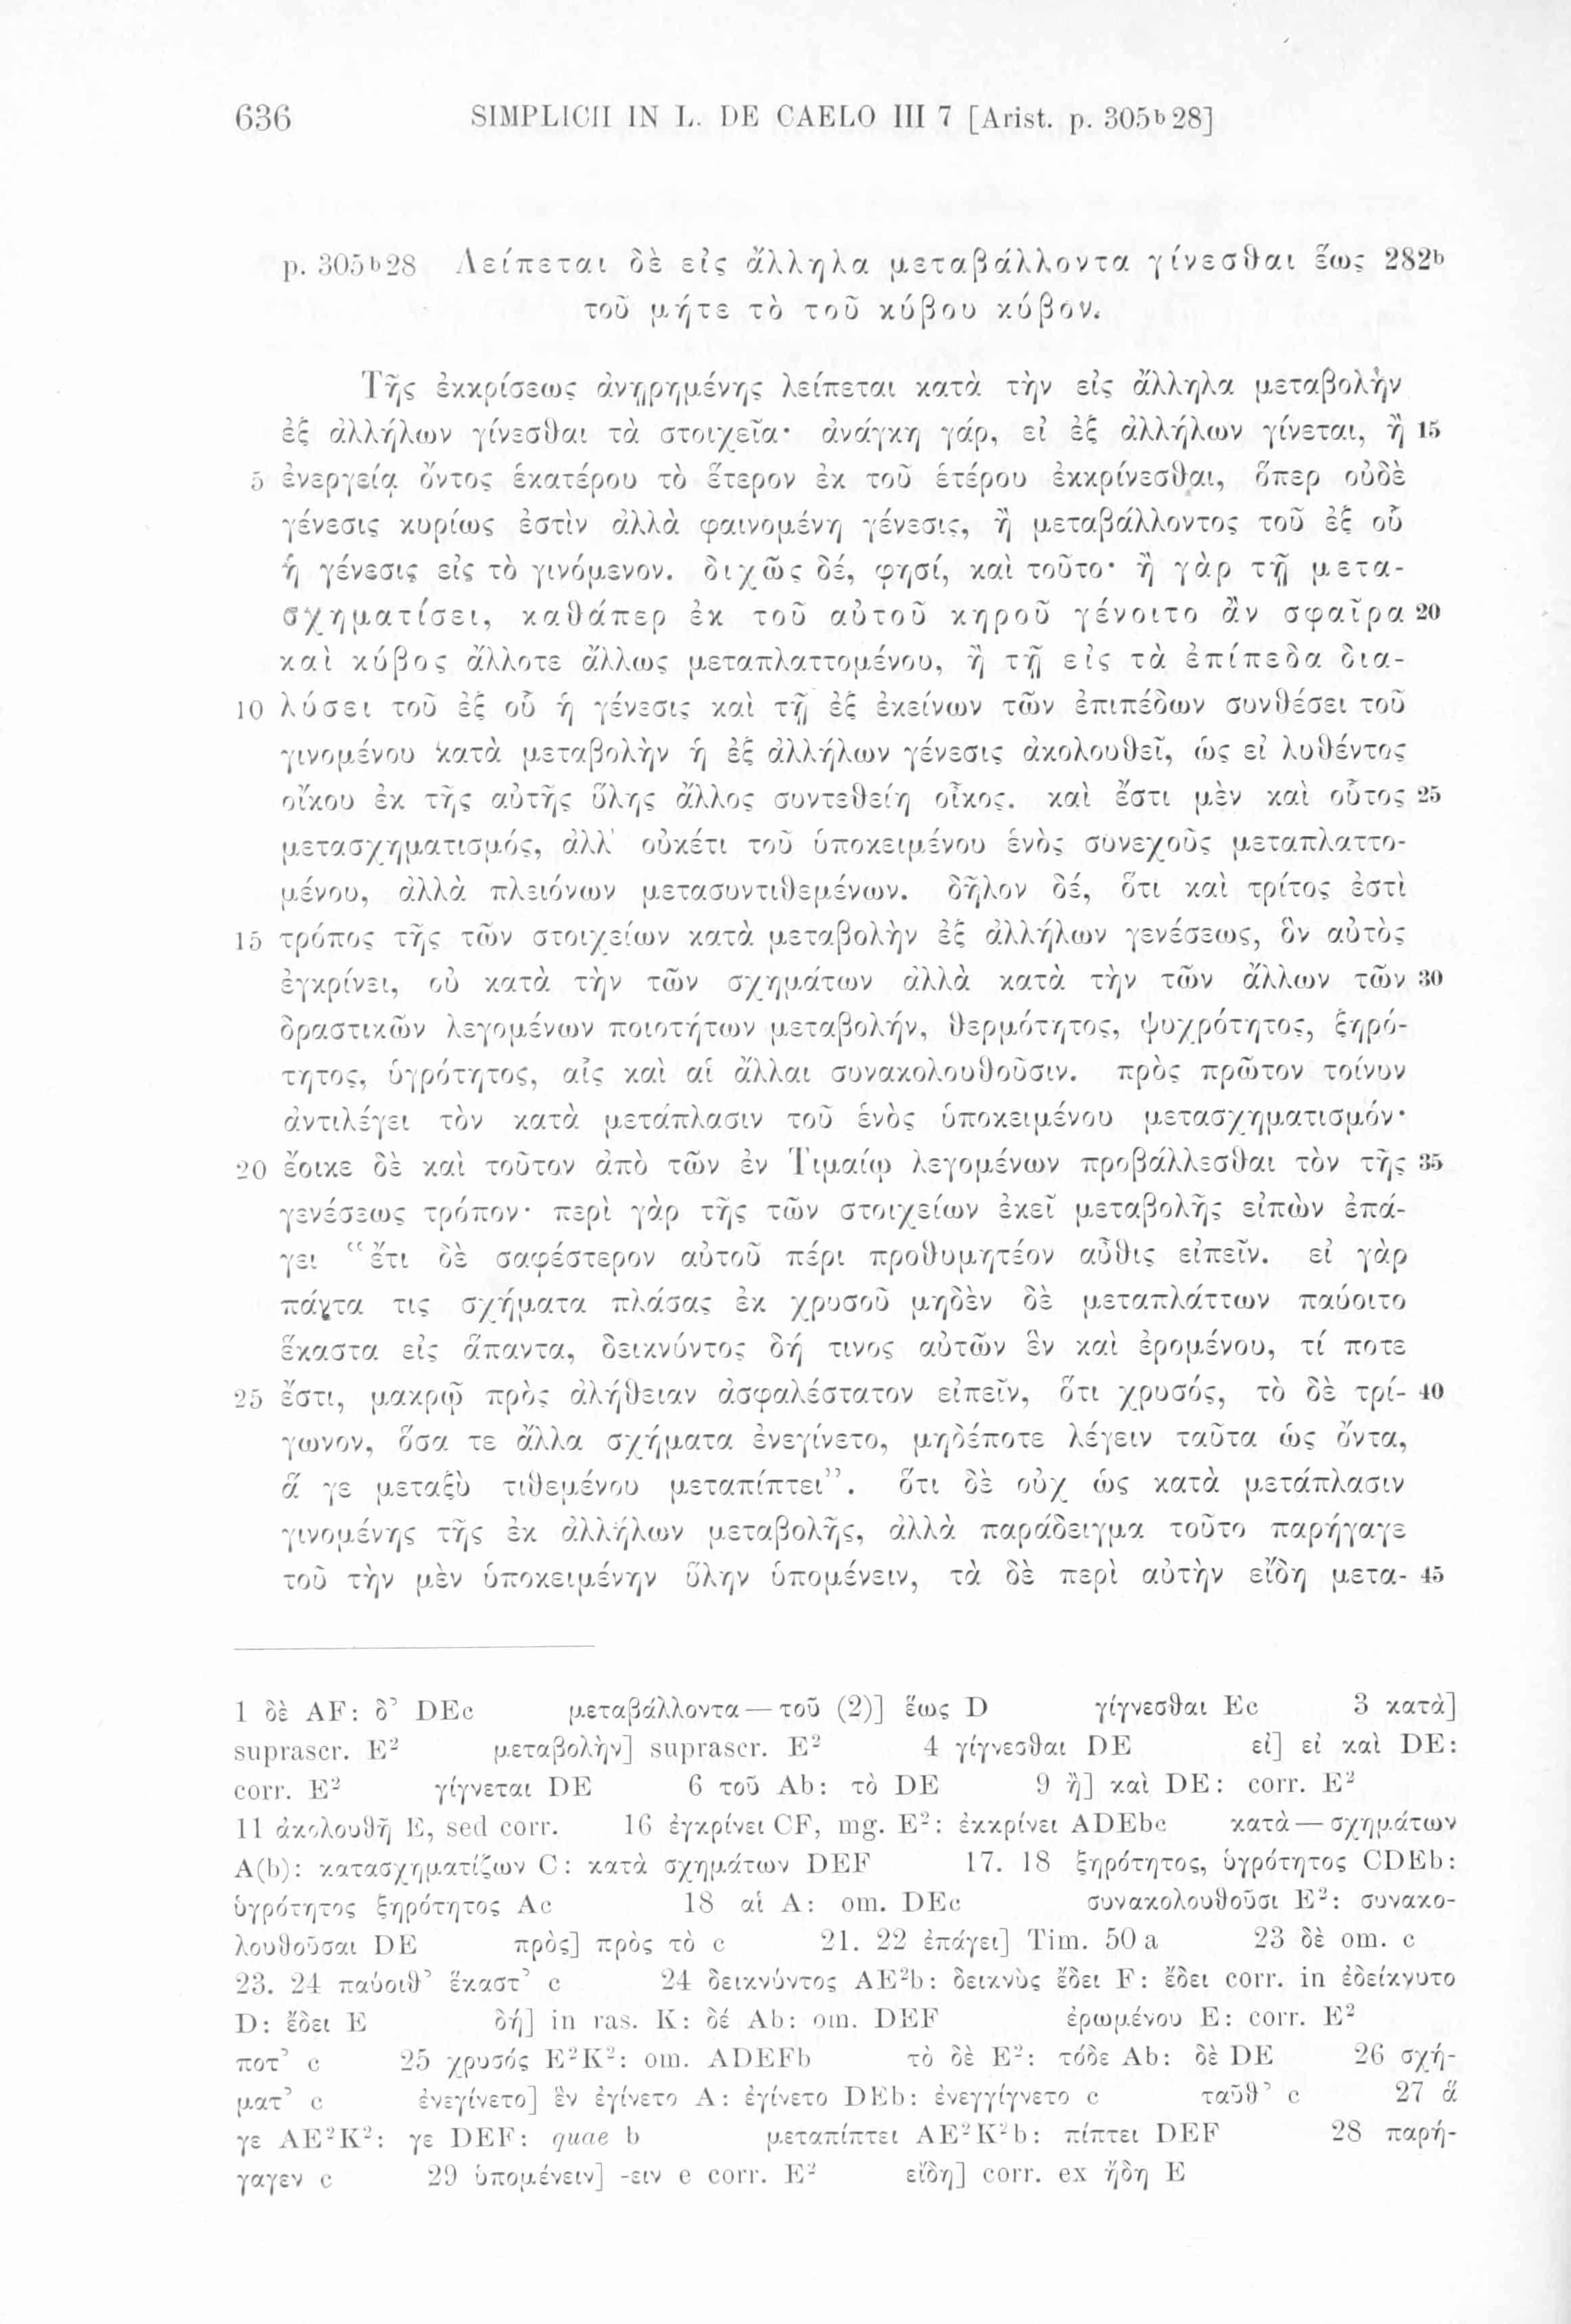 636 SIMPLICII IN L. DE CAELO III 7 [Arist. p. 305ᵇ28]
p. 305ᵇ28 Λείπεται δὲ εἰς ἄλληλα μεταβάλλοντα γίνεσθαι ἕως 282ᵇ
τοῦ μήτε τὸ τοῦ κύβου κύβον.
Τῆς ἐκκρίσεως ἀνῃρημένης λείπεται κατὰ τὴν εἰς ἄλληλα μεταβολὴν
ἐξ ἀλλήλων γίνεσθαι τὰ στοιχεῖα· ἀνάγκη γάρ, εἰ ἐξ ἀλλήλων γίνεται, ἢ 15
5 ἐνεργείᾳ ὄντος ἑκατέρου τὸ ἕτερον ἐκ τοῦ ἑτέρου ἐκκρίνεσθαι, ὅπερ οὐδὲ
γένεσις κυρίως ἐστὶν ἀλλὰ φαινομένη γένεσις, ἢ μεταβάλλοντος τοῦ ἐξ οὗ
ἡ γένεσις εἰς τὸ γινόμενον. διχῶς δέ, φησί, καὶ τοῦτο· ἢ γὰρ τῇ μετα-
σχηματίσει, καθάπερ ἐκ τοῦ αὐτοῦ κηροῦ γένοιτο ἂν σφαῖρα 20
καὶ κύβος ἄλλοτε ἄλλως μεταπλαττομένου, ἢ τῇ εἰς τὰ ἐπίπεδα δια-
10 λύσει τοῦ ἐξ οὗ ἡ γένεσις καὶ τῇ ἐξ ἐκείνων τῶν ἐπιπέδων συνθέσει τοῦ
γινομένου κατὰ μεταβολὴν ἡ ἐξ ἀλλήλων γένεσις ἀκολουθεῖ, ὡς εἰ λυθέντος
οἴκου ἐκ τῆς αὐτῆς ὕλης ἄλλος συντεθείη οἶκος. καὶ ἔστι μὲν καὶ οὗτος 25
μετασχηματισμός, ἀλλ' οὐκέτι τοῦ ὑποκειμένου ἑνὸς συνεχοῦς μεταπλαττο-
μένου, ἀλλὰ πλειόνων μετασυντιθεμένων. δῆλον δέ, ὅτι καὶ τρίτος ἐστὶ
15 τρόπος τῆς τῶν στοιχείων κατὰ μεταβολὴν ἐξ ἀλλήλων γενέσεως, ὃν αὐτὸς
ἐγκρίνει, οὐ κατὰ τὴν τῶν σχημάτων ἀλλὰ κατὰ τὴν τῶν ἄλλων τῶν 30
δραστικῶν λεγομένων ποιοτήτων μεταβολήν, θερμότητος, ψυχρότητος, ξηρό-
τητος, ὑγρότητος, αἷς καὶ αἱ ἄλλαι συνακολουθοῦσιν. πρὸς πρῶτον τοίνυν
ἀντιλέγει τὸν κατὰ μετάπλασιν τοῦ ἑνὸς ὑποκειμένου μετασχηματισμόν·
20 ἔοικε δὲ καὶ τοῦτον ἀπὸ τῶν ἐν Τιμαίῳ λεγομένων προβάλλεσθαι τὸν τῆς 35
γενέσεως τρόπον· περὶ γὰρ τῆς τῶν στοιχείων ἐκεῖ μεταβολῆς εἰπὼν ἐπά-
γει “ἔτι δὲ σαφέστερον αὐτοῦ πέρι προθυμητέον αὖθις εἰπεῖν. εἰ γὰρ
πάντα τις σχήματα πλάσας ἐκ χρυσοῦ μηδὲν δὲ μεταπλάττων παύοιτο
ἕκαστα εἰς ἅπαντα, δεικνύντος δή τινος αὐτῶν ἓν καὶ ἐρομένου, τί ποτε
25 ἔστι, μακρῷ πρὸς ἀλήθειαν ἀσφαλέστατον εἰπεῖν, ὅτι χρυσός, τὸ δὲ τρί- 40
γωνον, ὅσα τε ἄλλα σχήματα ἐνεγίνετο, μηδέποτε λέγειν ταῦτα ὡς ὄντα,
ἅ γε μεταξὺ τιθεμένου μεταπίπτει”. ὅτι δὲ οὐχ ὡς κατὰ μετάπλασιν
γινομένης τῆς ἐκ ἀλλήλων μεταβολῆς, ἀλλὰ παράδειγμα τοῦτο παρήγαγε
τοῦ τὴν μὲν ὑποκειμένην ὕλην ὑπομένειν, τὰ δὲ περὶ αὐτὴν εἴδη μετα- 45
1 δὲ AF: δ’ DEc μεταβάλλοντα — τοῦ (2)] ἕως D γίγνεσθαι Ec 3 κατὰ]
suprascr. E² μεταβολὴν] suprascr. E² 4 γίγνεσθαι DE εἰ] εἰ καὶ DE:
corr. E² γίγνεται DE 6 τοῦ Ab: τὸ DE 9 ἢ] καὶ DE: corr. E²
11 ἀκολουθῇ E, sed corr. 16 ἐγκρίνει CF, mg. E²: ἐκκρίνει ADEbc κατὰ — σχημάτων
A(b): κατασχηματίζων C: κατὰ σχημάτων DEF 17. 18 ξηρότητος, ὑγρότητος CDEb:
ὑγρότητος ξηρότητος Ac 18 αἱ A: om. DEc συνακολουθοῦσι E²: συνακο-
λουθοῦσαι DE πρὸς] πρὸς τὸ c 21. 22 ἐπάγει] Tim. 50 a 23 δὲ om. c
23. 24 παύοιθ’ ἕκαστ’ c 24 δεικνύντος AE²b: δεικνὺς ἔδει F: ἔδει corr. in ἐδείκνυτο
D: ἔδει E δή] in ras. K: δέ Ab: om. DEF ἐρωμένου E: corr. E²
ποτ’ c 25 χρυσός E²K²: om. ADEFb τὸ δὲ E²: τόδε Ab: δὲ DE 26 σχή-
ματ’ c ἐνεγίνετο] ἓν ἐγίνετο A: ἐγίνετο DEb: ἐνεγγίγνετο c ταῦθ’ c 27 ἅ
γε AE²K²: γε DEF: quae b μεταπίπτει AE²K²b: πίπτει DEF 28 παρή-
γαγεν c 29 ὑπομένειν] -ειν e corr. E² εἴδη] corr. ex ἤδη E